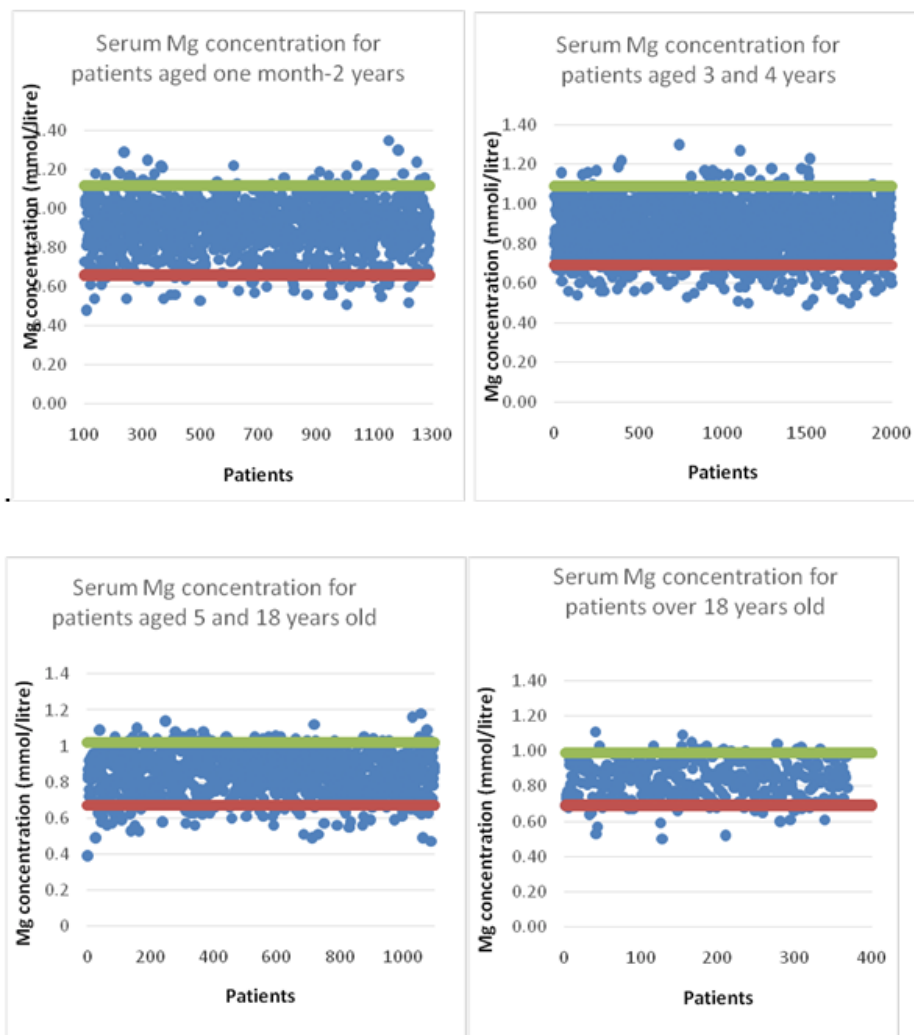 Serum Mg concentration for
patients aged one month-2 years
Mg concentration (mmol/litre)
1.40
1.20
1.00
0.80
0.60
0.40
0.20
0.00
100 300 500 700 900 1100 1300
Patients
Serum Mg concentration for
patients aged 3 and 4 years
Mg concentration (mmoli/litre)
1.40
1.20
1.00
0.80
0.60
0.40
0.20
0.00
0 500 1000 1500 2000
Patients
Serum Mg concentration for
patients aged 5 and 18 years old
Mg concentration (mmol/litre)
1.4
1.2
1
0.8
0.6
0.4
0.2
0
0 200 400 600 800 1000
Patients
Serum Mg concentration for
patients over 18 years old
Mg concentration (mmol/litre)
1.40
1.20
1.00
0.80
0.60
0.40
0.20
0.00
0 100 200 300 400
Patients